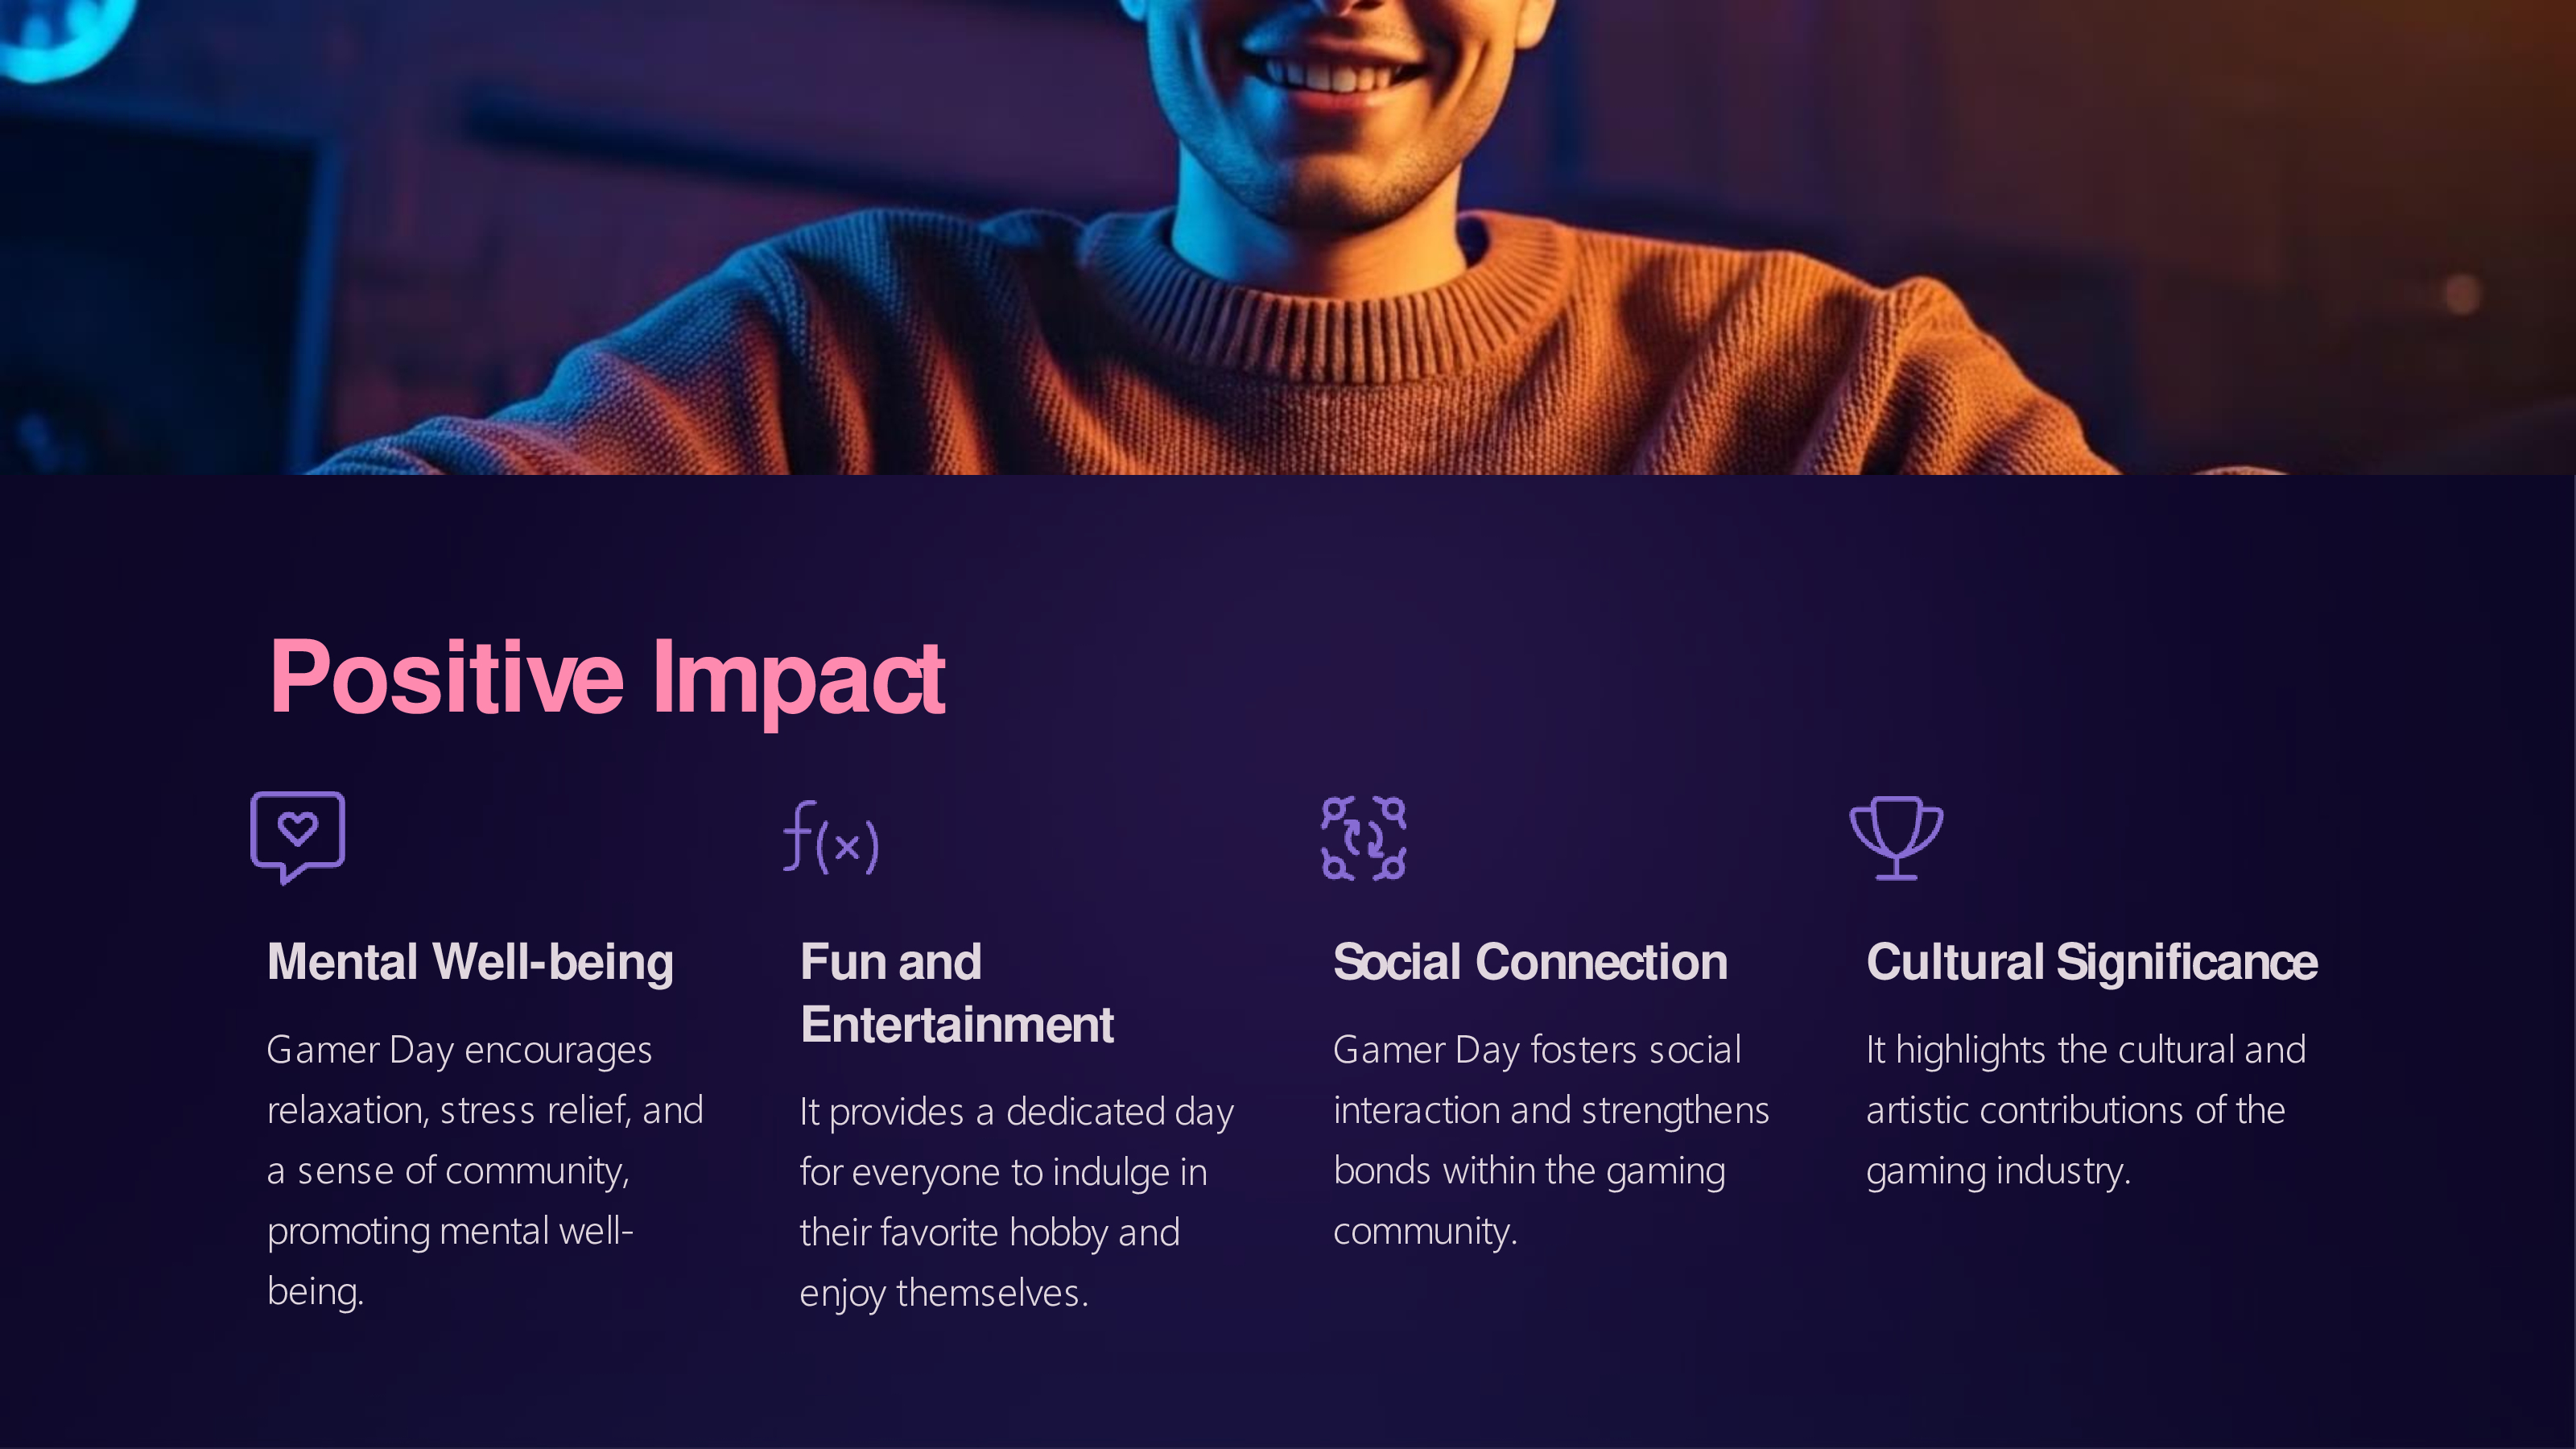 Positive Impact
f(x)
Mental Well-being
Gamer Day encourages
relaxation, stress relief, and
a sense of community,
promoting mental well-
being.
Fun and
Entertainment
It provides a dedicated day
for everyone to indulge in
their favorite hobby and
enjoy themselves.
Social Connection
Gamer Day fosters social
interaction and strengthens
bonds within the gaming
community.
Cultural Significance
It highlights the cultural and
artistic contributions of the
gaming industry.